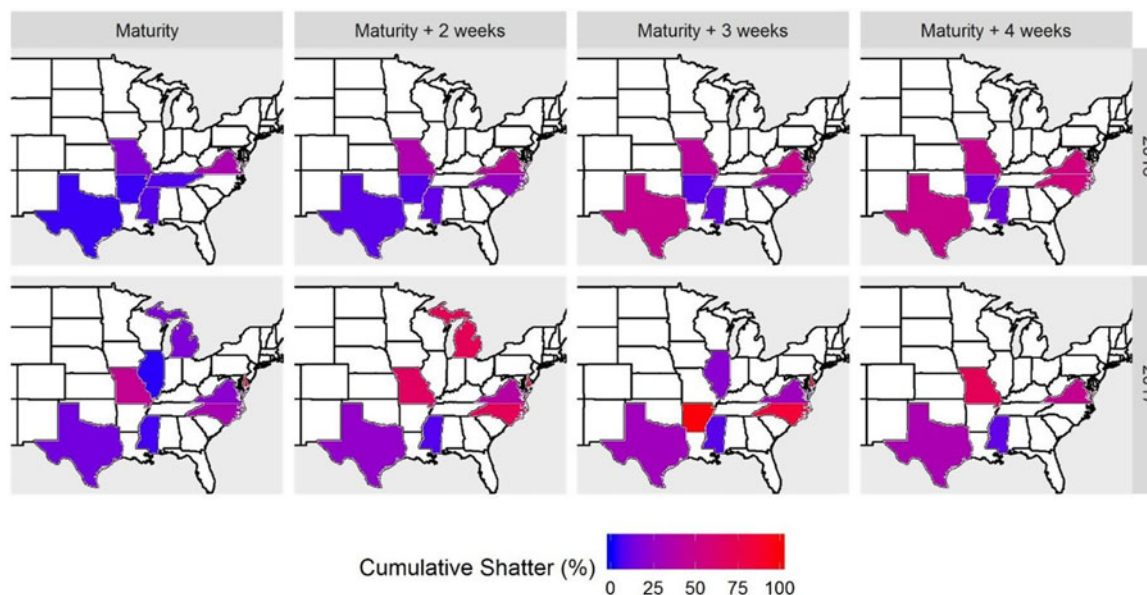 Maturity
Maturity + 2 weeks
Maturity + 3 weeks
Maturity + 4 weeks
Cumulative Shatter (%)
0 25 50 75 100